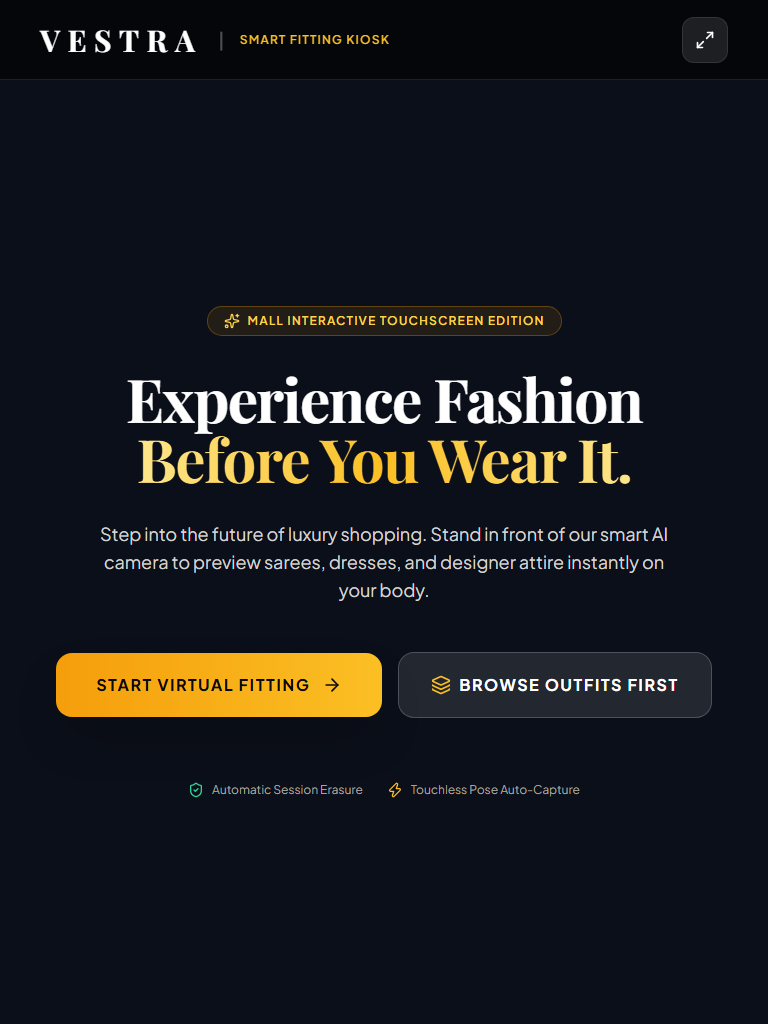 VESTRA | SMART FITTING KIOSK
MALL INTERACTIVE TOUCHSCREEN EDITION
Experience Fashion
Before You Wear It.
Step into the future of luxury shopping. Stand in front of our smart AI
camera to preview sarees, dresses, and designer attire instantly on
your body.
START VIRTUAL FITTING
BROWSE OUTFITS FIRST
Automatic Session Erasure
Touchless Pose Auto-Capture